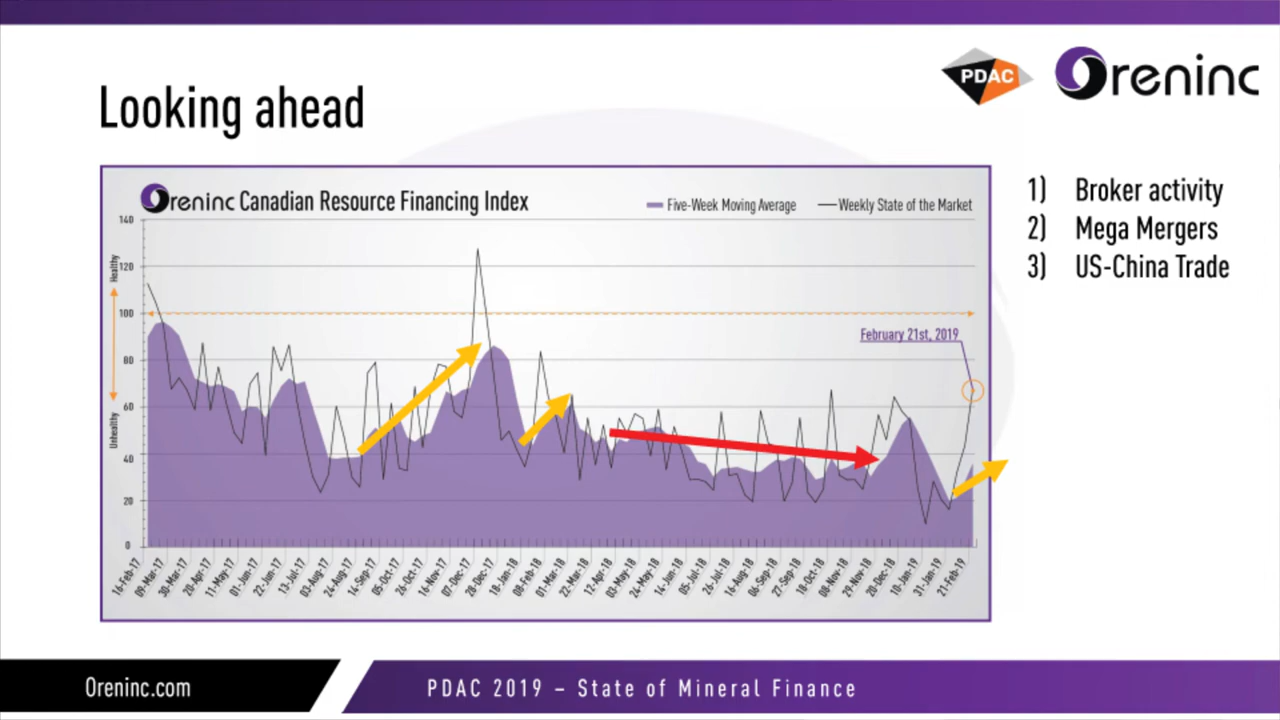 PDAC
Oreninc
Looking ahead
Oreninc Canadian Resource Financing Index
Five-Week Moving Average
Weekly State of the Market
140
120
100
80
60
40
20
0
Healthy
Unhealthy
February 21st, 2019
16-Feb-17
09-Mar-17
30-Mar-17
20-Apr-17
11-May-17
01-Jun-17
22-Jun-17
13-Jul-17
03-Aug-17
24-Aug-17
14-Sep-17
05-Oct-17
26-Oct-17
16-Nov-17
07-Dec-17
28-Dec-17
18-Jan-18
08-Feb-18
01-Mar-18
22-Mar-18
12-Apr-18
03-May-18
24-May-18
14-Jun-18
05-Jul-18
26-Jul-18
16-Aug-18
06-Sep-18
27-Sep-18
18-Oct-18
08-Nov-18
29-Nov-18
20-Dec-18
10-Jan-19
31-Jan-19
21-Feb-19
1) Broker activity
2) Mega Mergers
3) US-China Trade
Oreninc.com
PDAC 2019 – State of Mineral Finance